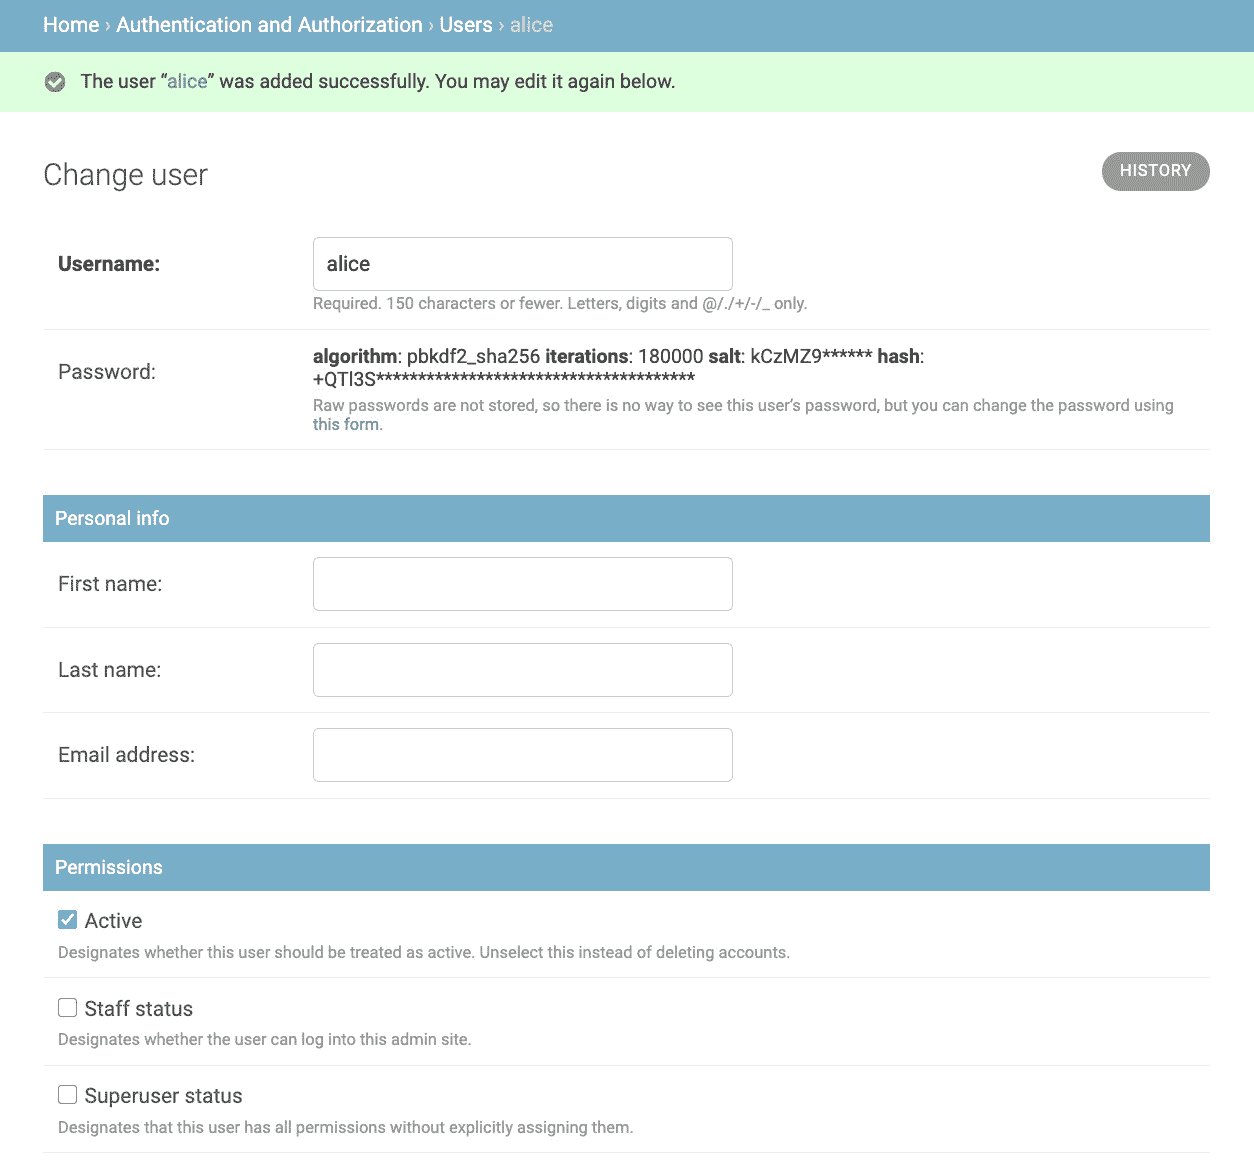 Home › Authentication and Authorization › Users › alice
The user “alice” was added successfully. You may edit it again below.
Change user
HISTORY
Username:
alice
Required. 150 characters or fewer. Letters, digits and @/./+/-/_ only.
Password:
algorithm: pbkdf2_sha256 iterations: 180000 salt: kCzMZ9****** hash:
+QTl3S**************************************
Raw passwords are not stored, so there is no way to see this user’s password, but you can change the password using
this form.
Personal info
First name:
Last name:
Email address:
Permissions
Active
Designates whether this user should be treated as active. Unselect this instead of deleting accounts.
Staff status
Designates whether the user can log into this admin site.
Superuser status
Designates that this user has all permissions without explicitly assigning them.